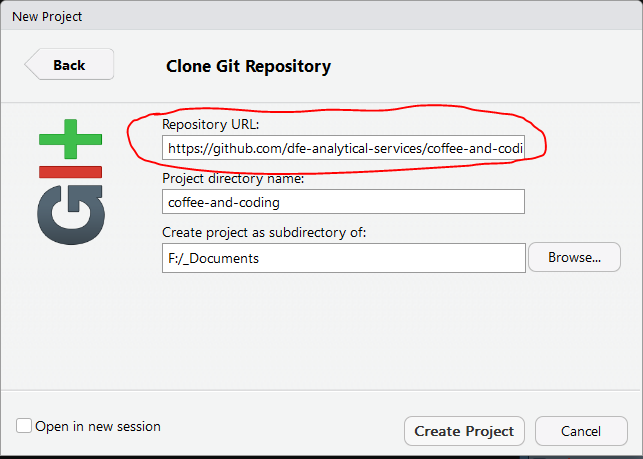 New Project
Back
Clone Git Repository
Repository URL:
https://github.com/dfe-analytical-services/coffee-and-codi
Project directory name:
coffee-and-coding
Create project as subdirectory of:
F:/_Documents
Browse...
GIt
Open in new session
Create Project
Cancel